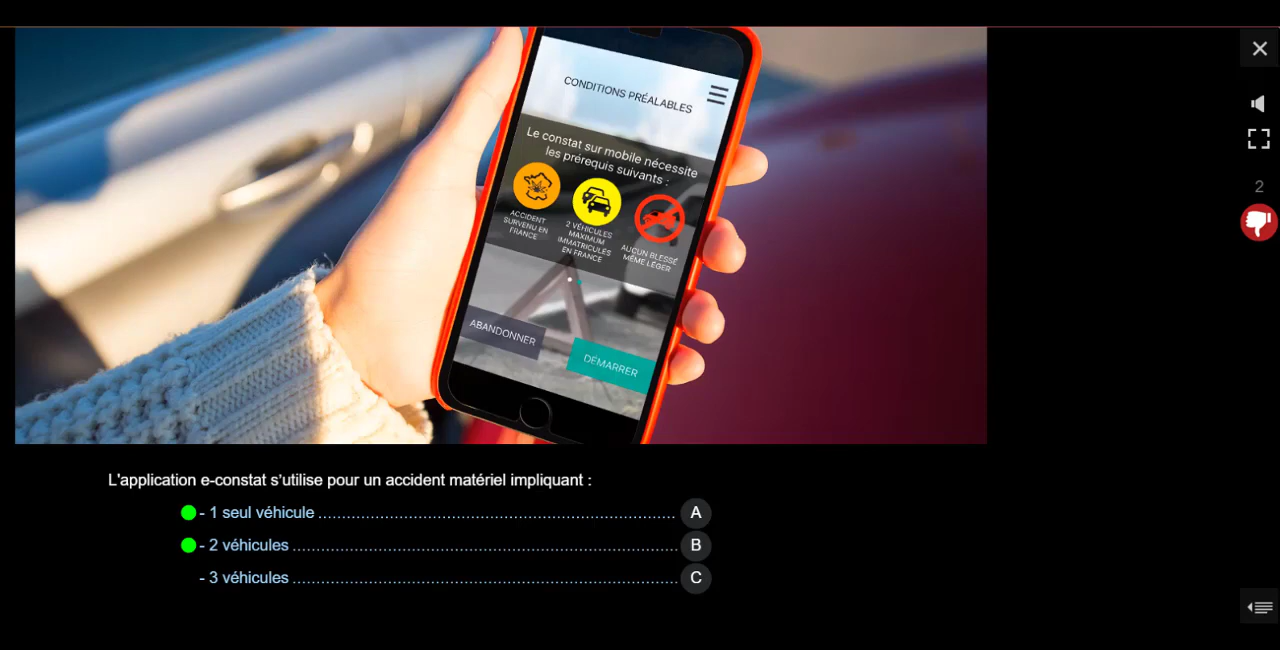 CONDITIONS PRÉALABLES
Le constat sur mobile nécessite
les prérequis suivants :
ACCIDENT
SURVENU EN
FRANCE
2 VÉHICULES
MAXIMUM
IMMATRICULÉS
EN FRANCE
AUCUN BLESSÉ
MÊME LÉGER
ABANDONNER
DÉMARRER
2
L'application e-constat s'utilise pour un accident matériel impliquant :
- 1 seul véhicule ........................................................................... A
- 2 véhicules ................................................................................ B
- 3 véhicules ................................................................................ C